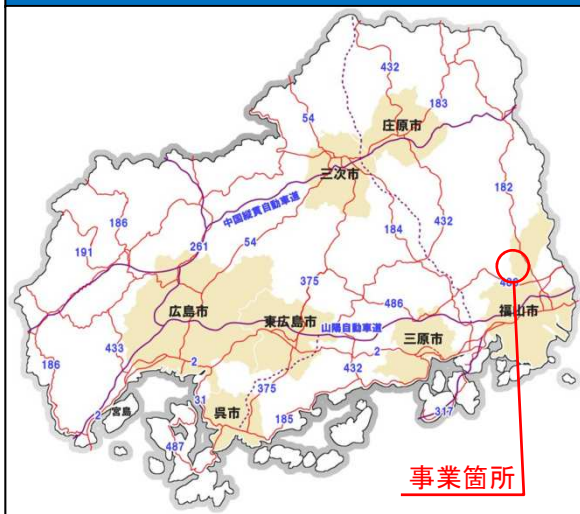 432
54
183
庄原市
三次市
182
中国縦貫自動車道
186
191
261
54
184
432
375
486
広島市
東広島市
山陽自動車道
三原市
福山市
186
433
2
2
432
375
呉市
31
185
2
宮島
487
317
事業箇所